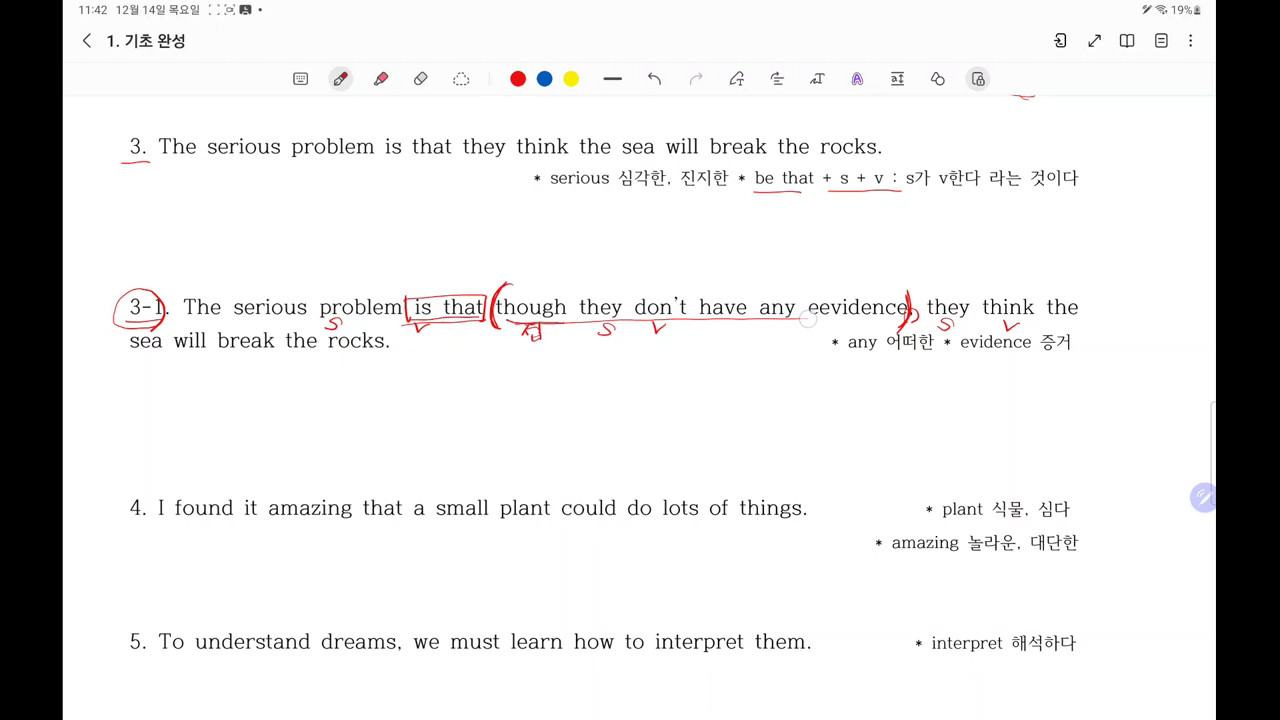 11:42 12월 14일 목요일
19%
1. 기초 완성
3. The serious problem is that they think the sea will break the rocks.
* serious 심각한, 진지한 * be that + s + v : s가 v한다 라는 것이다
3-1. The serious problem is that though they don't have any eevidence, they think the
S V 접 S V S V
sea will break the rocks.
* any 어떠한 * evidence 증거
4. I found it amazing that a small plant could do lots of things.
* plant 식물, 심다
* amazing 놀라운, 대단한
5. To understand dreams, we must learn how to interpret them.
* interpret 해석하다